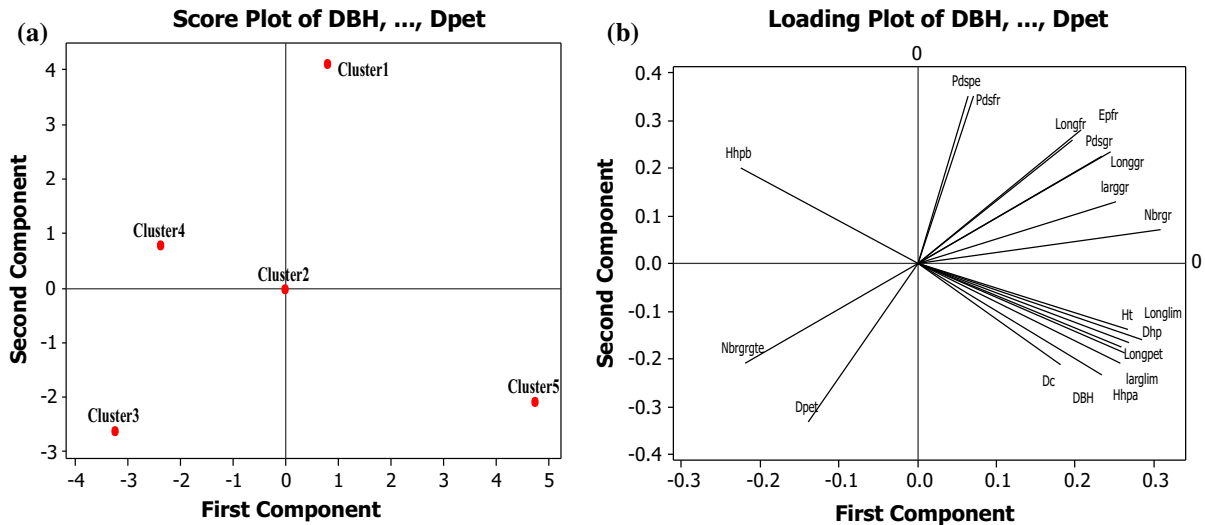 (a)
Score Plot of DBH, ..., Dpet
Second Component
4
3
2
1
0
-1
-2
-3
Cluster1
Cluster4
Cluster2
Cluster5
Cluster3
-4 -3 -2 -1 0 1 2 3 4 5
First Component
(b)
Loading Plot of DBH, ..., Dpet
0
Second Component
0.4
0.3
0.2
0.1
0.0
-0.1
-0.2
-0.3
-0.4
Pdspe
Pdsfr
Epfr
Longfr
Pdsgr
Hhpb
Longgr
larggr
Nbrgr
0
Ht Longlim
Dhp
Nbrgrgte
Longpet
Dc
larglim
DBH
Hhpa
Dpet
-0.3 -0.2 -0.1 0.0 0.1 0.2 0.3
First Component